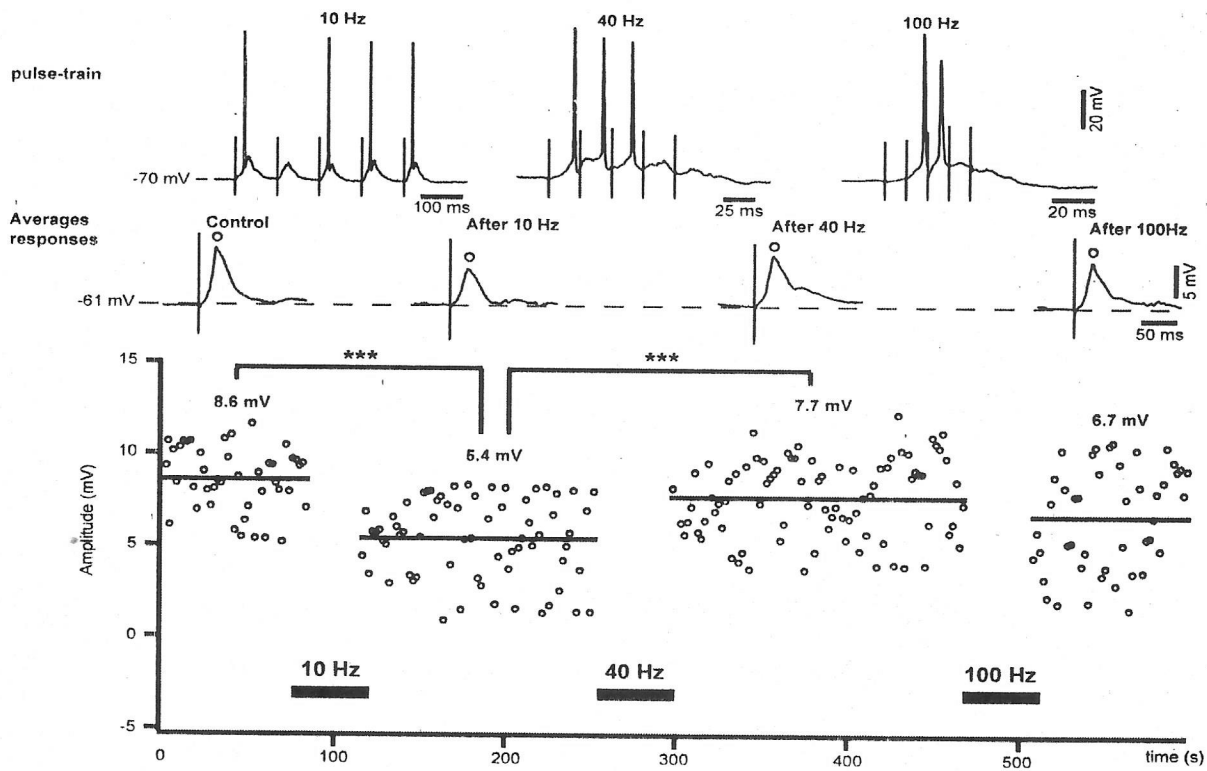 10 Hz 40 Hz 100 Hz
pulse-train
20 mV
-70 mV
100 ms 25 ms 20 ms
Averages
responses
Control After 10 Hz After 40 Hz After 100Hz
-61 mV
5 mV
50 ms
15
*** ***
8.6 mV 7.7 mV 6.7 mV
10
5.4 mV
5
0
10 Hz 40 Hz 100 Hz
-5
Amplitude (mV)
0 100 200 300 400 500 time (s)